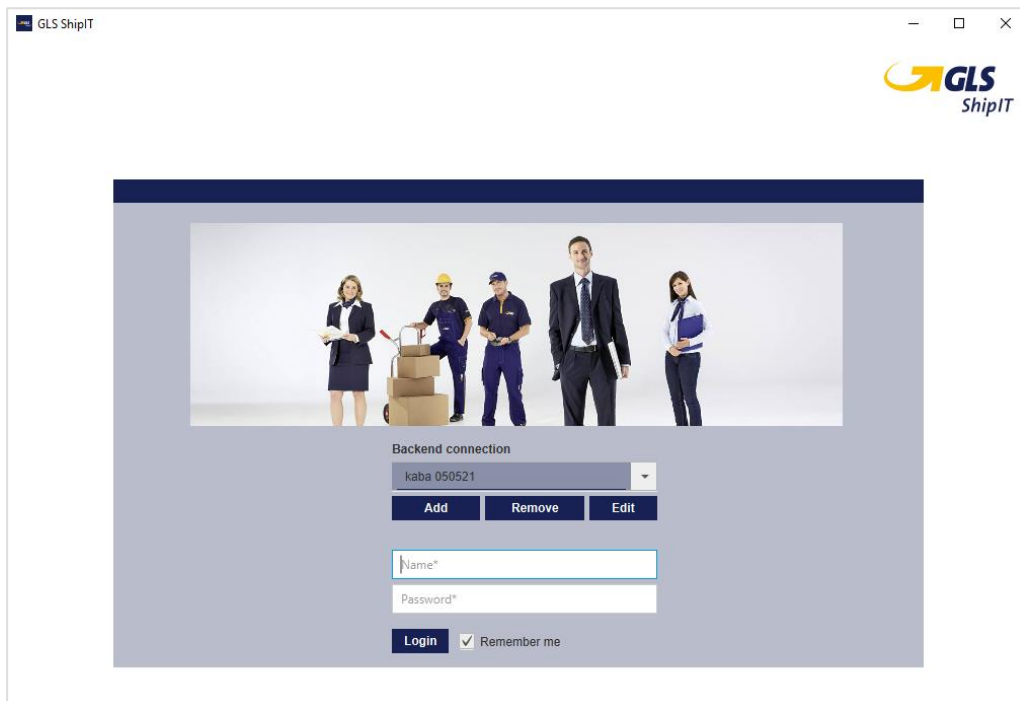 GLS ShipIT
GLS
ShipIT
Backend connection
kaba 050521
Add Remove Edit
Name*
Password*
Login Remember me